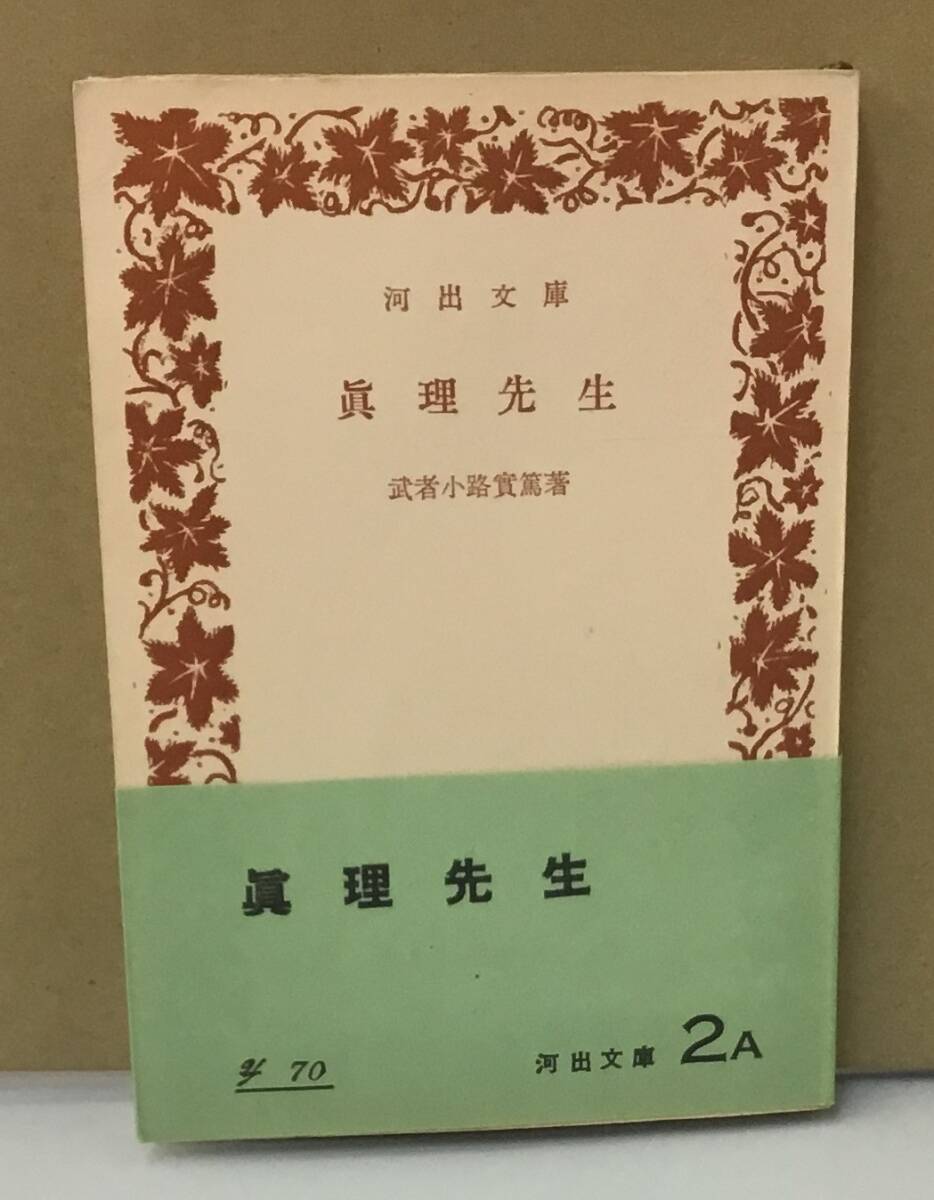 河出文庫
眞理先生
武者小路實篤著
眞理先生
¥ 70
河出文庫 2A